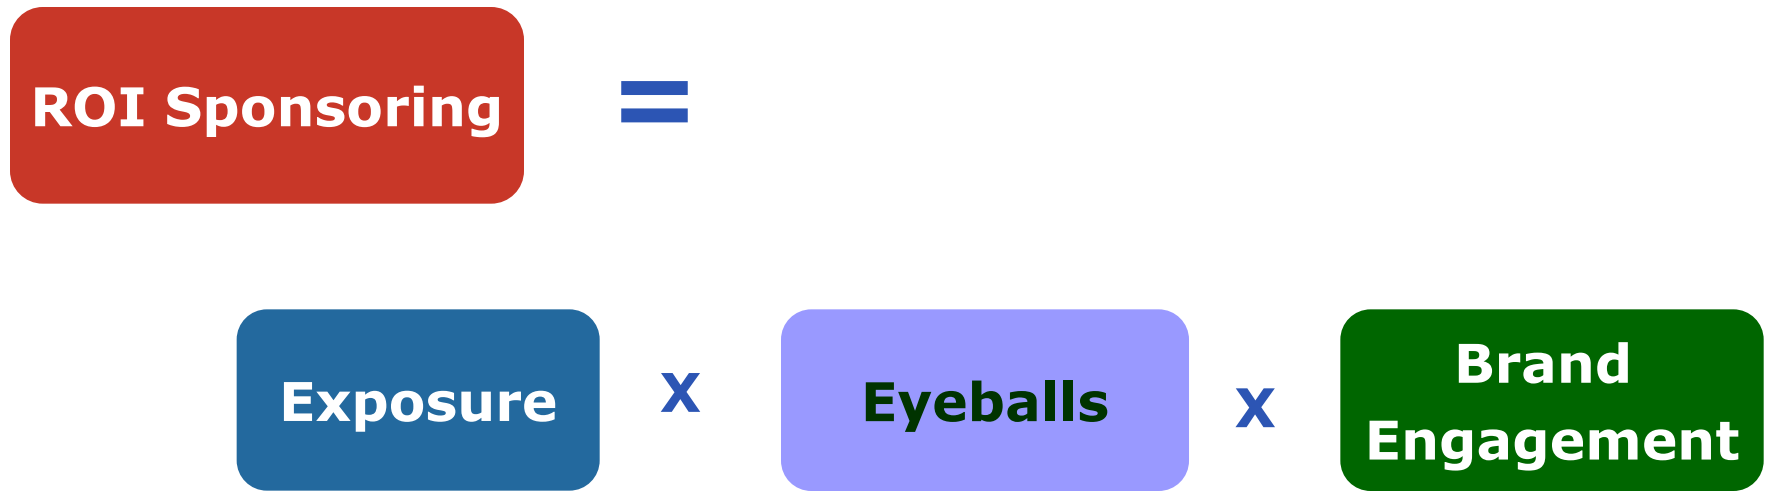 ROI Sponsoring =
Exposure x Eyeballs x Brand
Engagement